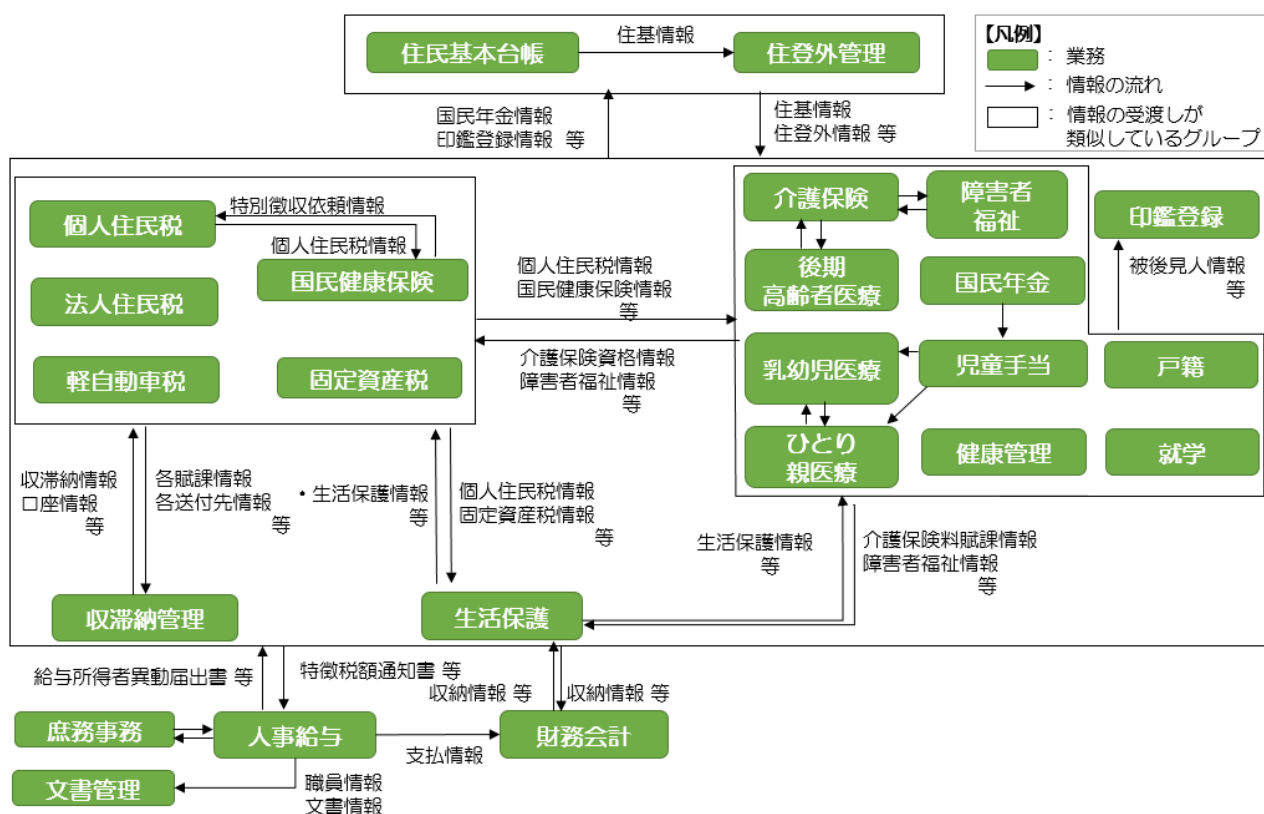 住民基本台帳
住基情報
住登外管理
【凡例】
： 業務
： 情報の流れ
： 情報の受渡しが
類似しているグループ
国民年金情報
印鑑登録情報 等
住基情報
住登外情報 等
個人住民税
特別徴収依頼情報
個人住民税情報
国民健康保険
法人住民税
軽自動車税
固定資産税
個人住民税情報
国民健康保険情報
等
介護保険資格情報
障害者福祉情報
等
介護保険
障害者
福祉
後期
高齢者医療
国民年金
乳幼児医療
児童手当
ひとり
親医療
健康管理
印鑑登録
被後見人情報
等
戸籍
就学
収滞納情報
口座情報
等
各賦課情報
各送付先情報
等
・生活保護情報
等
個人住民税情報
固定資産税情報
等
生活保護情報
等
介護保険料賦課情報
障害者福祉情報
等
収滞納管理
生活保護
給与所得者異動届出書 等
特徴税額通知書 等
収納情報 等
収納情報 等
庶務事務
人事給与
支払情報
財務会計
文書管理
職員情報
文書情報